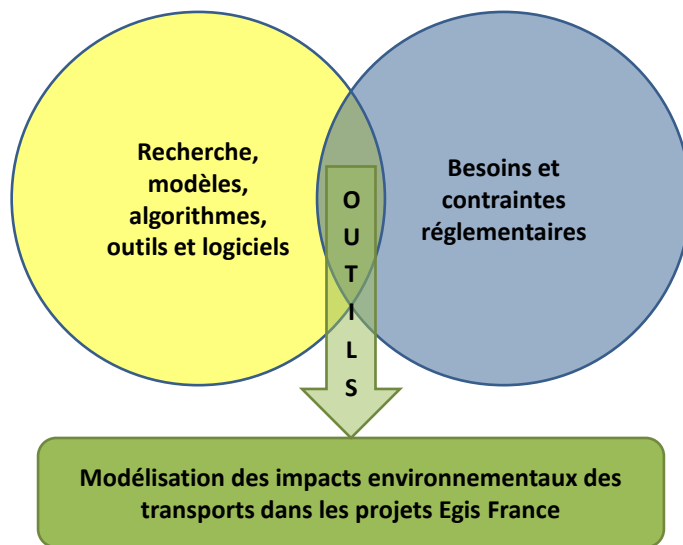 Recherche,
modèles,
algorithmes,
outils et logiciels
Besoins et
contraintes
réglementaires
O
U
T
I
L
S
Modélisation des impacts environnementaux des
transports dans les projets Egis France